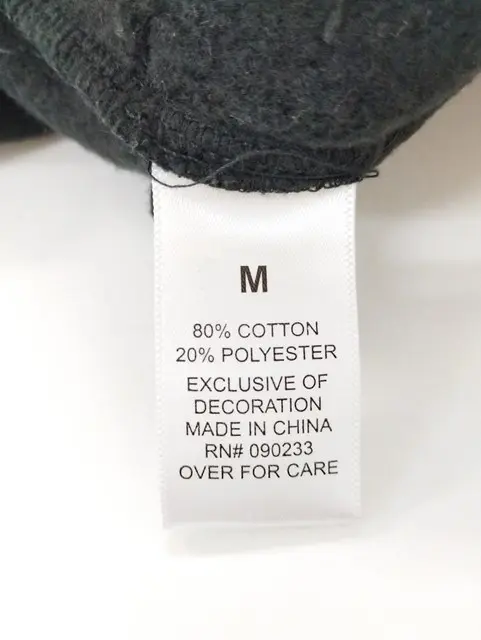 M
80% COTTON
20% POLYESTER
EXCLUSIVE OF
DECORATION
MADE IN CHINA
RN# 090233
OVER FOR CARE